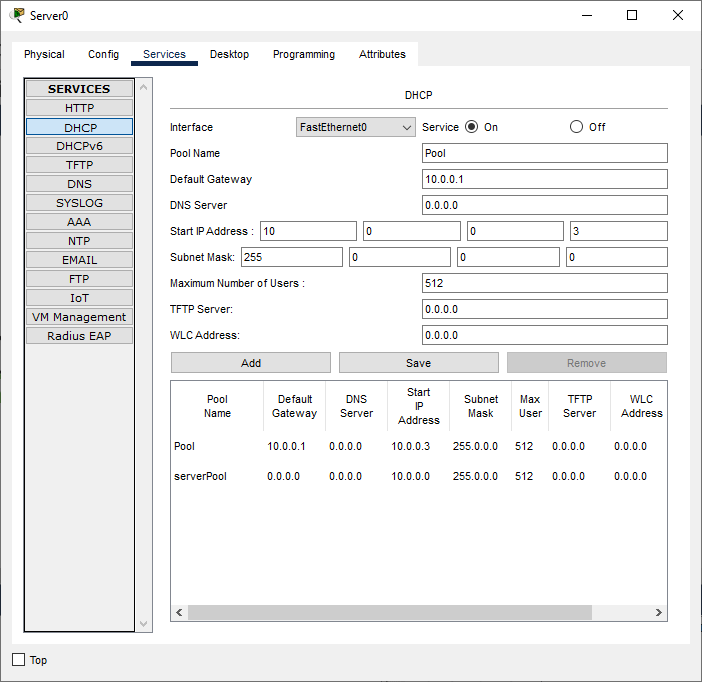 Server0
Physical Config Services Desktop Programming Attributes
SERVICES
HTTP
DHCP
DHCPv6
TFTP
DNS
SYSLOG
AAA
NTP
EMAIL
FTP
IoT
VM Management
Radius EAP
DHCP
Interface FastEthernet0 Service On Off
Pool Name Pool
Default Gateway 10.0.0.1
DNS Server 0.0.0.0
Start IP Address : 10 0 0 3
Subnet Mask: 255 0 0 0
Maximum Number of Users : 512
TFTP Server: 0.0.0.0
WLC Address: 0.0.0.0
Add Save Remove
Pool Name Default Gateway DNS Server Start IP Address Subnet Mask Max User TFTP Server WLC Address
Pool 10.0.0.1 0.0.0.0 10.0.0.3 255.0.0.0 512 0.0.0.0 0.0.0.0
serverPool 0.0.0.0 0.0.0.0 10.0.0.0 255.0.0.0 512 0.0.0.0 0.0.0.0
Top